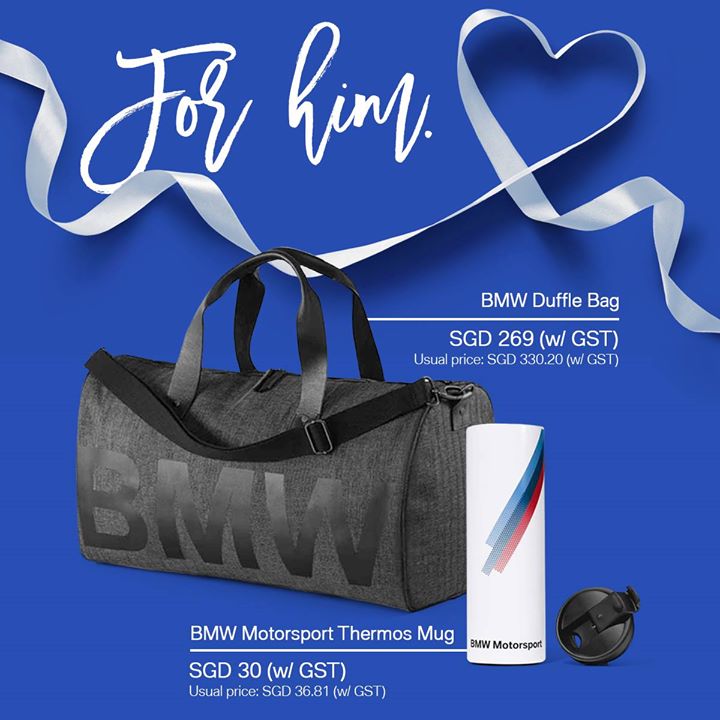 For him.
BMW Duffle Bag
SGD 269 (w/ GST)
Usual price: SGD 330.20 (w/ GST)
BMW
BMW Motorsport
BMW Motorsport Thermos Mug
SGD 30 (w/ GST)
Usual price: SGD 36.81 (w/ GST)